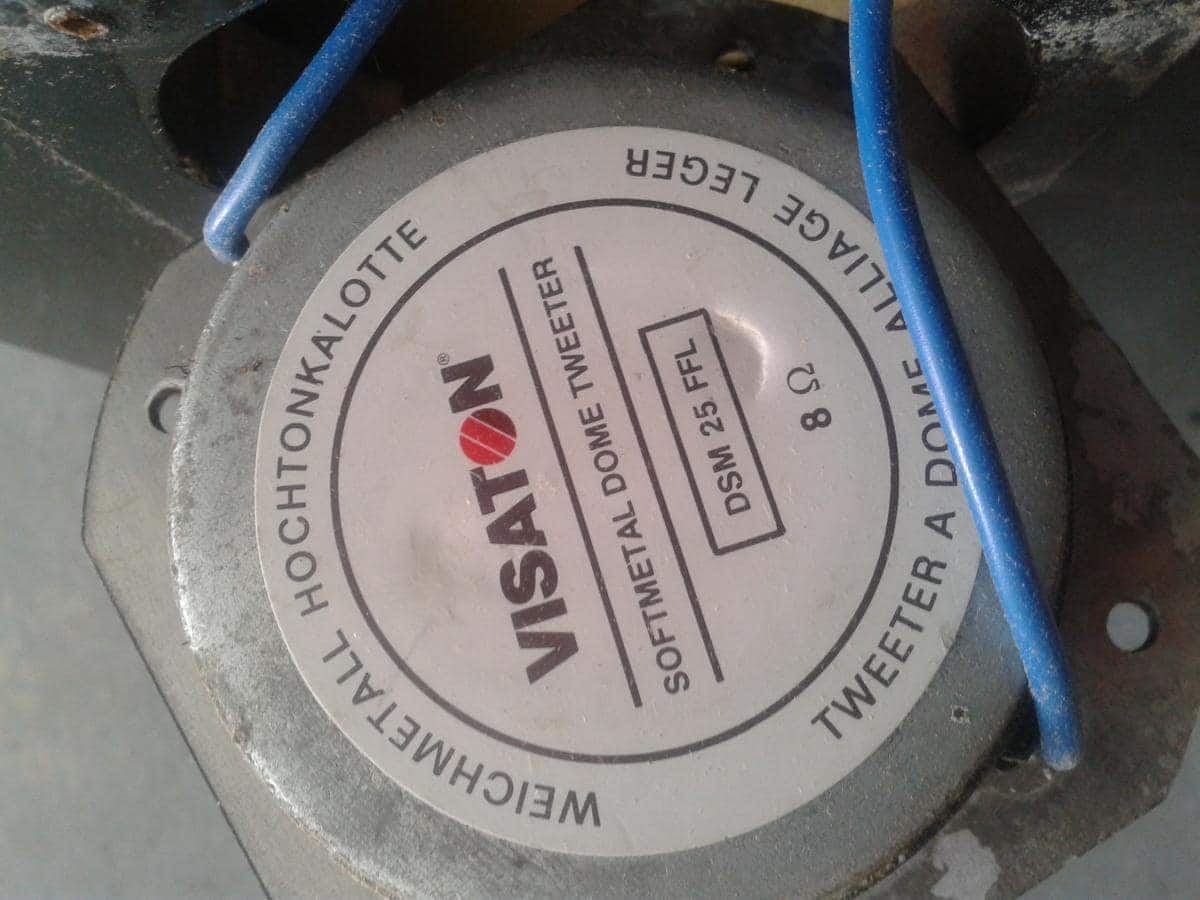 WEICHMETALL HOCHTONKALOTTE
VISATON®
SOFTMETAL DOME TWEETER
DSM 25 FFL
8 Ω
TWEETER A DOME ALLIAGE LEGER